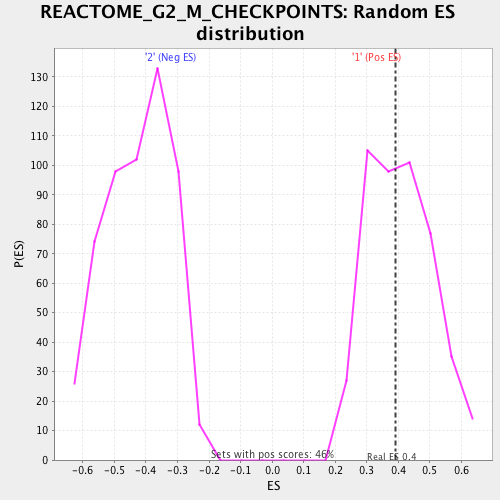 REACTOME_G2_M_CHECKPOINTS: Random ES
distribution
'2' (Neg ES)
'1' (Pos ES)
130
120
110
100
90
80
70
60
50
40
30
20
10
0
P(ES)
Sets with pos scores: 46%
Real ES 0.4
-0.6 -0.5 -0.4 -0.3 -0.2 -0.1 0.0 0.1 0.2 0.3 0.4 0.5 0.6
ES